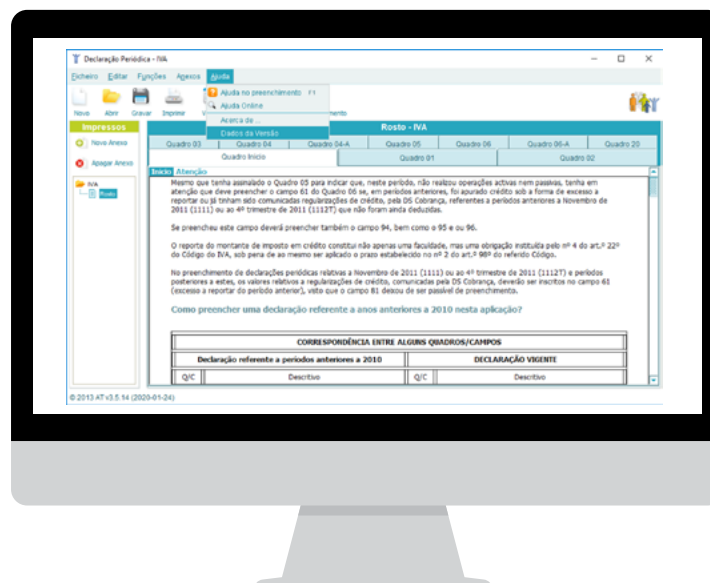 Declaração Periódica - IVA
Ficheiro Editar Funções Agexos Ajuda
Ajuda no preenchimento F1
Ajuda Online
Acerca de ...
Dados da Versão
Novo Abrir Gravar Imprimir
Impressos
Rosto - IVA
Novo Anexo
Apagar Anexo
IVA
Rosto
Quadro 03 Quadro 04 Quadro 04-A Quadro 05 Quadro 06 Quadro 06-A Quadro 20
Quadro Início Quadro 01 Quadro 02
Início Atenção
Mesmo que tenha assinalado o Quadro 05 para indicar que, neste período, não realizou operações activas nem passivas, tenha em
atenção que deve preencher o campo 61 do Quadro 06 se, em períodos anteriores, foi apurado crédito sob a forma de excesso a
reportar ou já tinham sido comunicadas regularizações de crédito, pela DS Cobrança, referentes a períodos anteriores a Novembro de
2011 (1111) ou ao 4º trimestre de 2011 (1112T) que não foram ainda deduzidas.
Se preencheu este campo deverá preencher também o campo 94, bem como o 95 e ou 96.
O reporte do montante de imposto em crédito constitui não apenas uma faculdade, mas uma obrigação instituída pelo nº 4 do art.º 22º
do Código do IVA, sob pena de ao mesmo ser aplicado o prazo estabelecido no nº 2 do art.º 98º do referido Código.
No preenchimento de declarações periódicas relativas a Novembro de 2011 (1111) ou ao 4º trimestre de 2011 (1112T) e períodos
posteriores a estes, os valores relativos a regularizações de crédito, comunicadas pela DS Cobrança, deverão ser inscritos no campo 61
(excesso a reportar do período anterior), visto que o campo 81 deixou de ser passível de preenchimento.
Como preencher uma declaração referente a anos anteriores a 2010 nesta aplicação?
CORRESPONDÊNCIA ENTRE ALGUNS QUADROS/CAMPOS
Declaração referente a períodos anteriores a 2010 DECLARAÇÃO VIGENTE
Q/C Descritivo Q/C Descritivo
© 2013 AT v3.5.14 (2020-01-24)